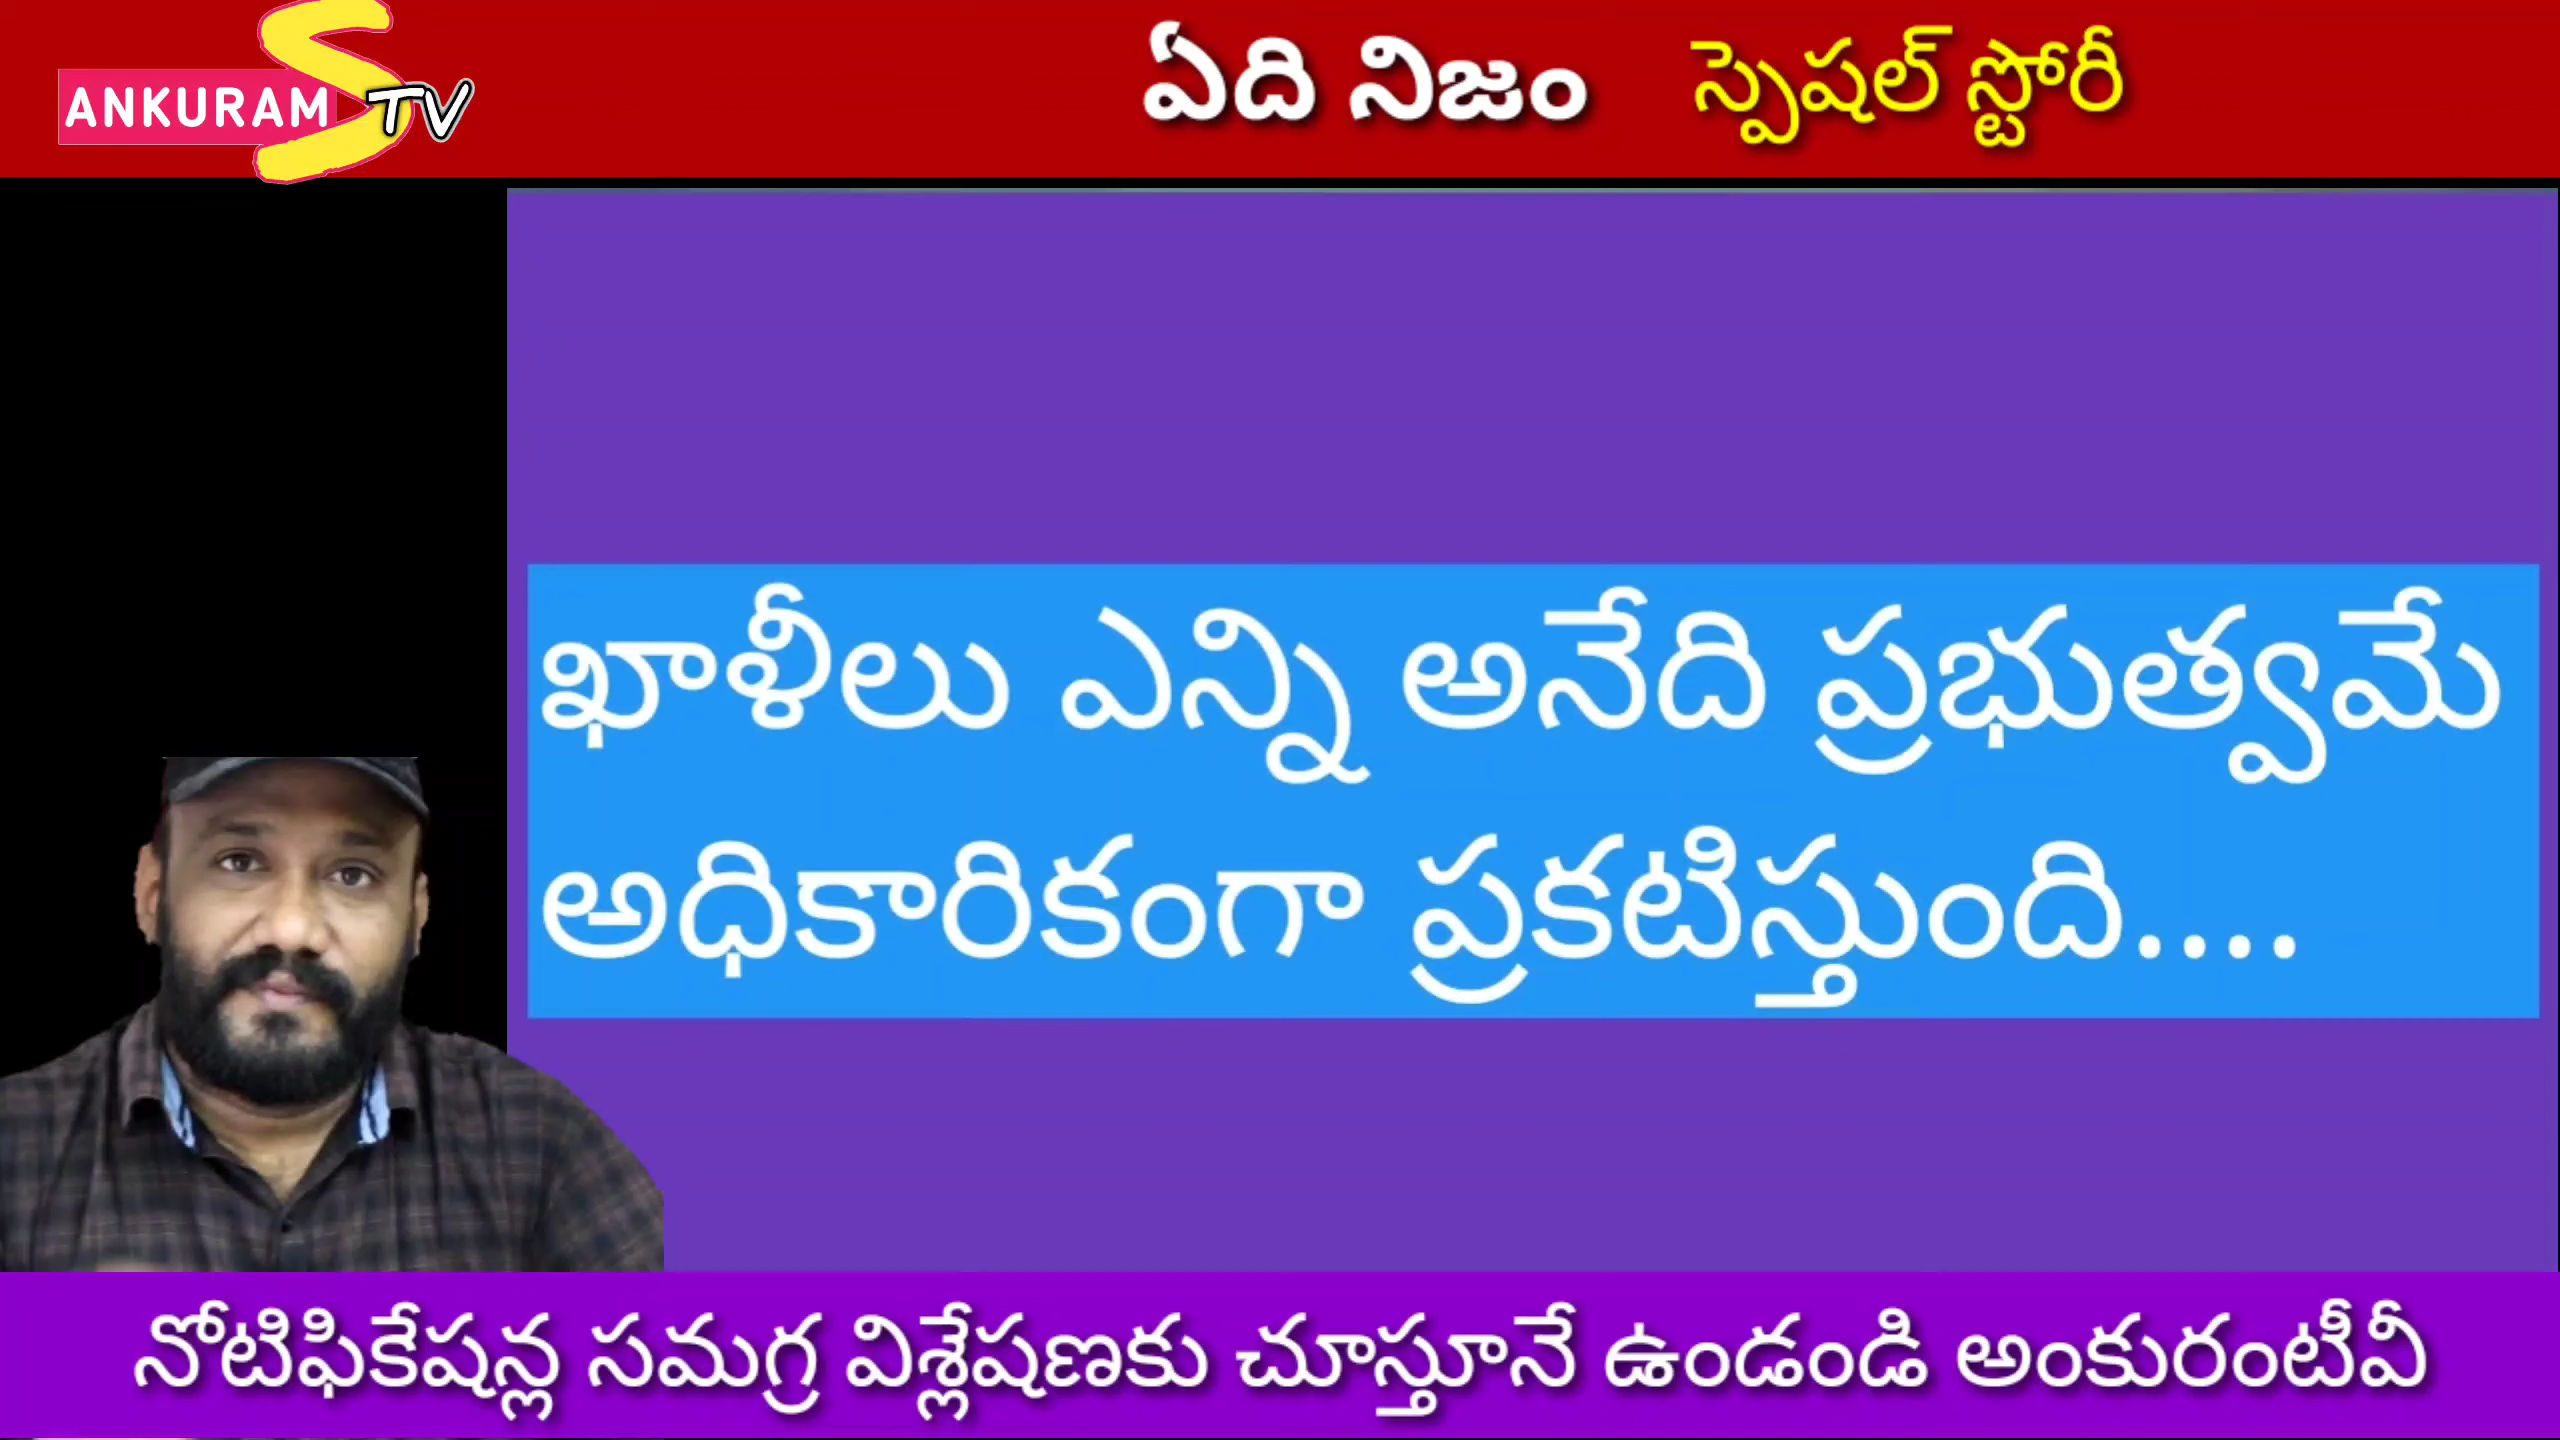 ANKURAM S TV
ఏది నిజం స్పెషల్ స్టోరీ
ఖాళీలు ఎన్ని అనేది ప్రభుత్వమే
అధికారికంగా ప్రకటిస్తుంది....
నోటిఫికేషన్ల సమగ్ర విశ్లేషణకు చూస్తూనే ఉండండి అంకురంటీవీ